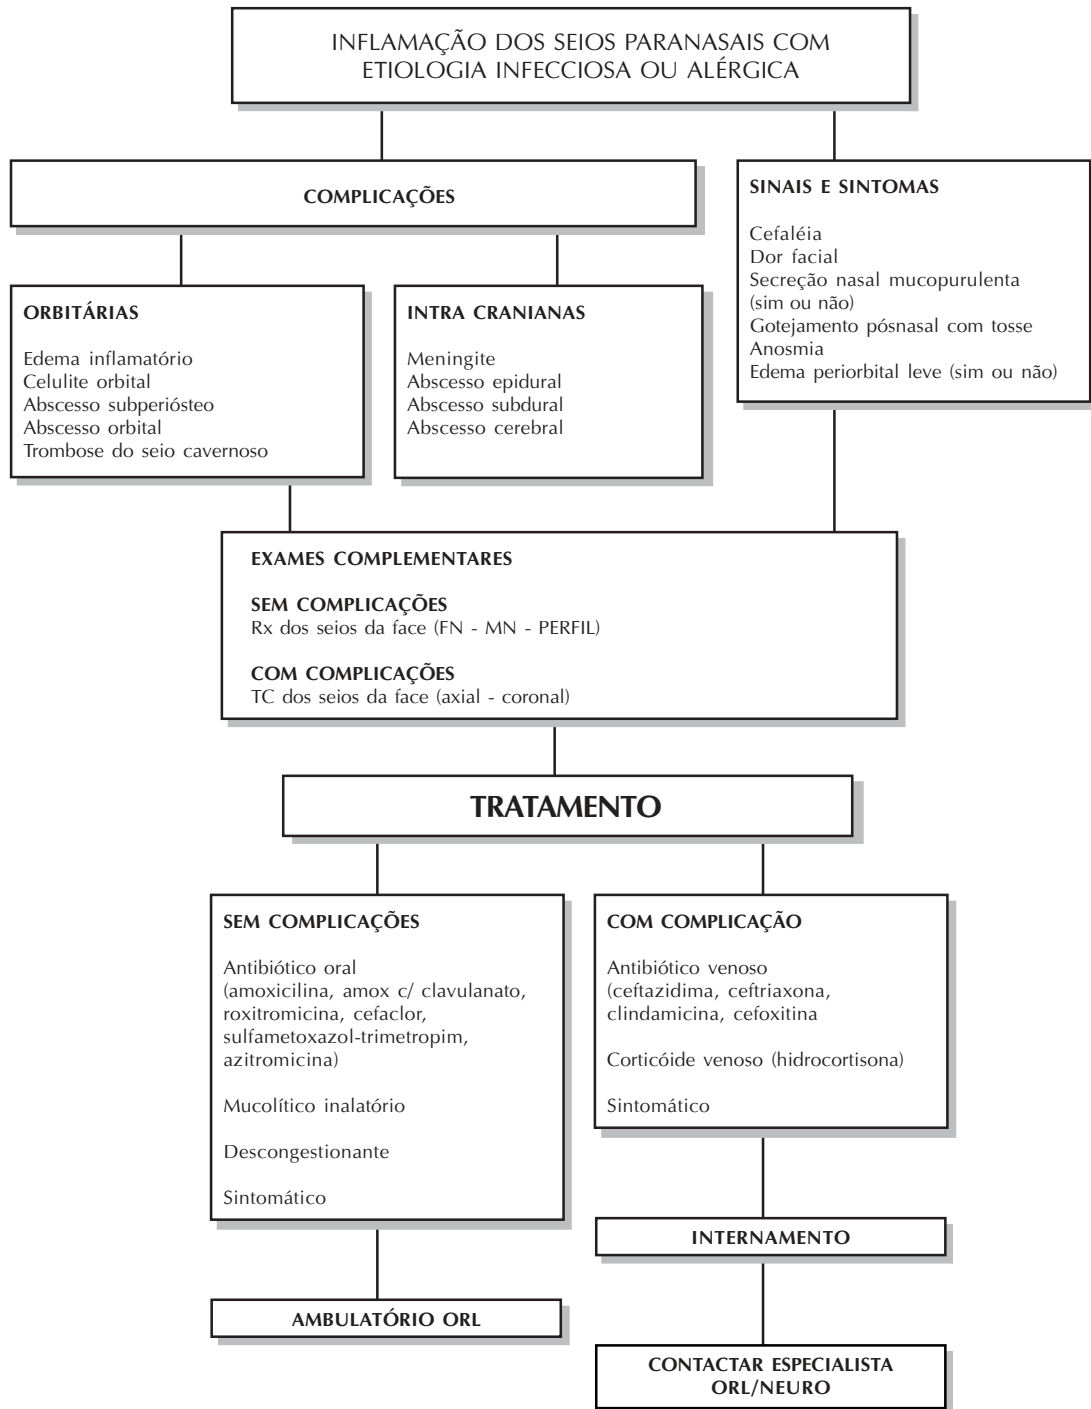 INFLAMAÇÃO DOS SEIOS PARANASAIS COM
ETIOLOGIA INFECCIOSA OU ALÉRGICA
COMPLICAÇÕES
SINAIS E SINTOMAS
Cefaléia
Dor facial
Secreção nasal mucopurulenta
(sim ou não)
Gotejamento pósnasal com tosse
Anosmia
Edema periorbital leve (sim ou não)
ORBITÁRIAS
Edema inflamatório
Celulite orbital
Abscesso subperiósteo
Abscesso orbital
Trombose do seio cavernoso
INTRA CRANIANAS
Meningite
Abscesso epidural
Abscesso subdural
Abscesso cerebral
EXAMES COMPLEMENTARES
SEM COMPLICAÇÕES
Rx dos seios da face (FN - MN - PERFIL)
COM COMPLICAÇÕES
TC dos seios da face (axial - coronal)
TRATAMENTO
SEM COMPLICAÇÕES
Antibiótico oral
(amoxicilina, amox c/ clavulanato,
roxitromicina, cefaclor,
sulfametoxazol-trimetropim,
azitromicina)
Mucolítico inalatório
Descongestionante
Sintomático
AMBULATÓRIO ORL
COM COMPLICAÇÃO
Antibiótico venoso
(ceftazidima, ceftriaxona,
clindamicina, cefoxitina
Corticóide venoso (hidrocortisona)
Sintomático
INTERNAMENTO
CONTACTAR ESPECIALISTA
ORL/NEURO